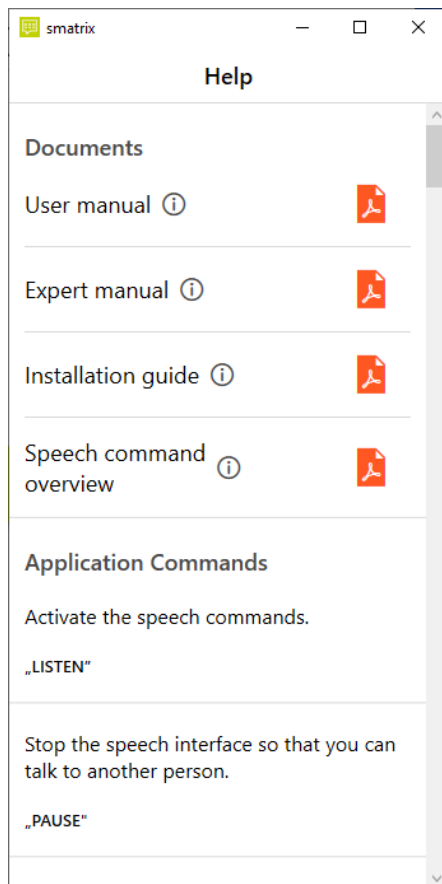 smatrix
Help
Documents
User manual
Expert manual
Installation guide
Speech command
overview
Application Commands
Activate the speech commands.
„LISTEN”
Stop the speech interface so that you can
talk to another person.
„PAUSE"